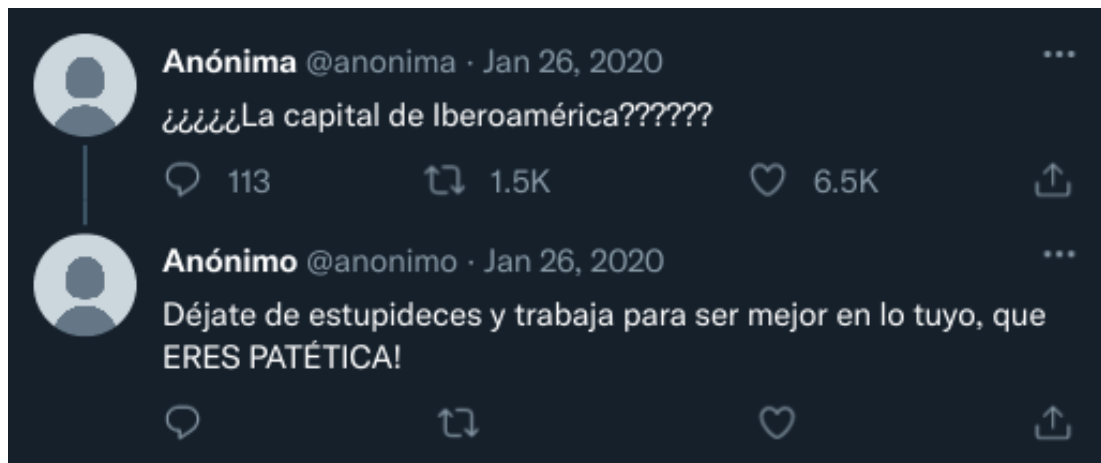 Anónima @anonima · Jan 26, 2020
¿¿¿¿¿La capital de Iberoamérica??????
113 1.5K 6.5K
Anónimo @anonimo · Jan 26, 2020
Déjate de estupideces y trabaja para ser mejor en lo tuyo, que
ERES PATÉTICA!